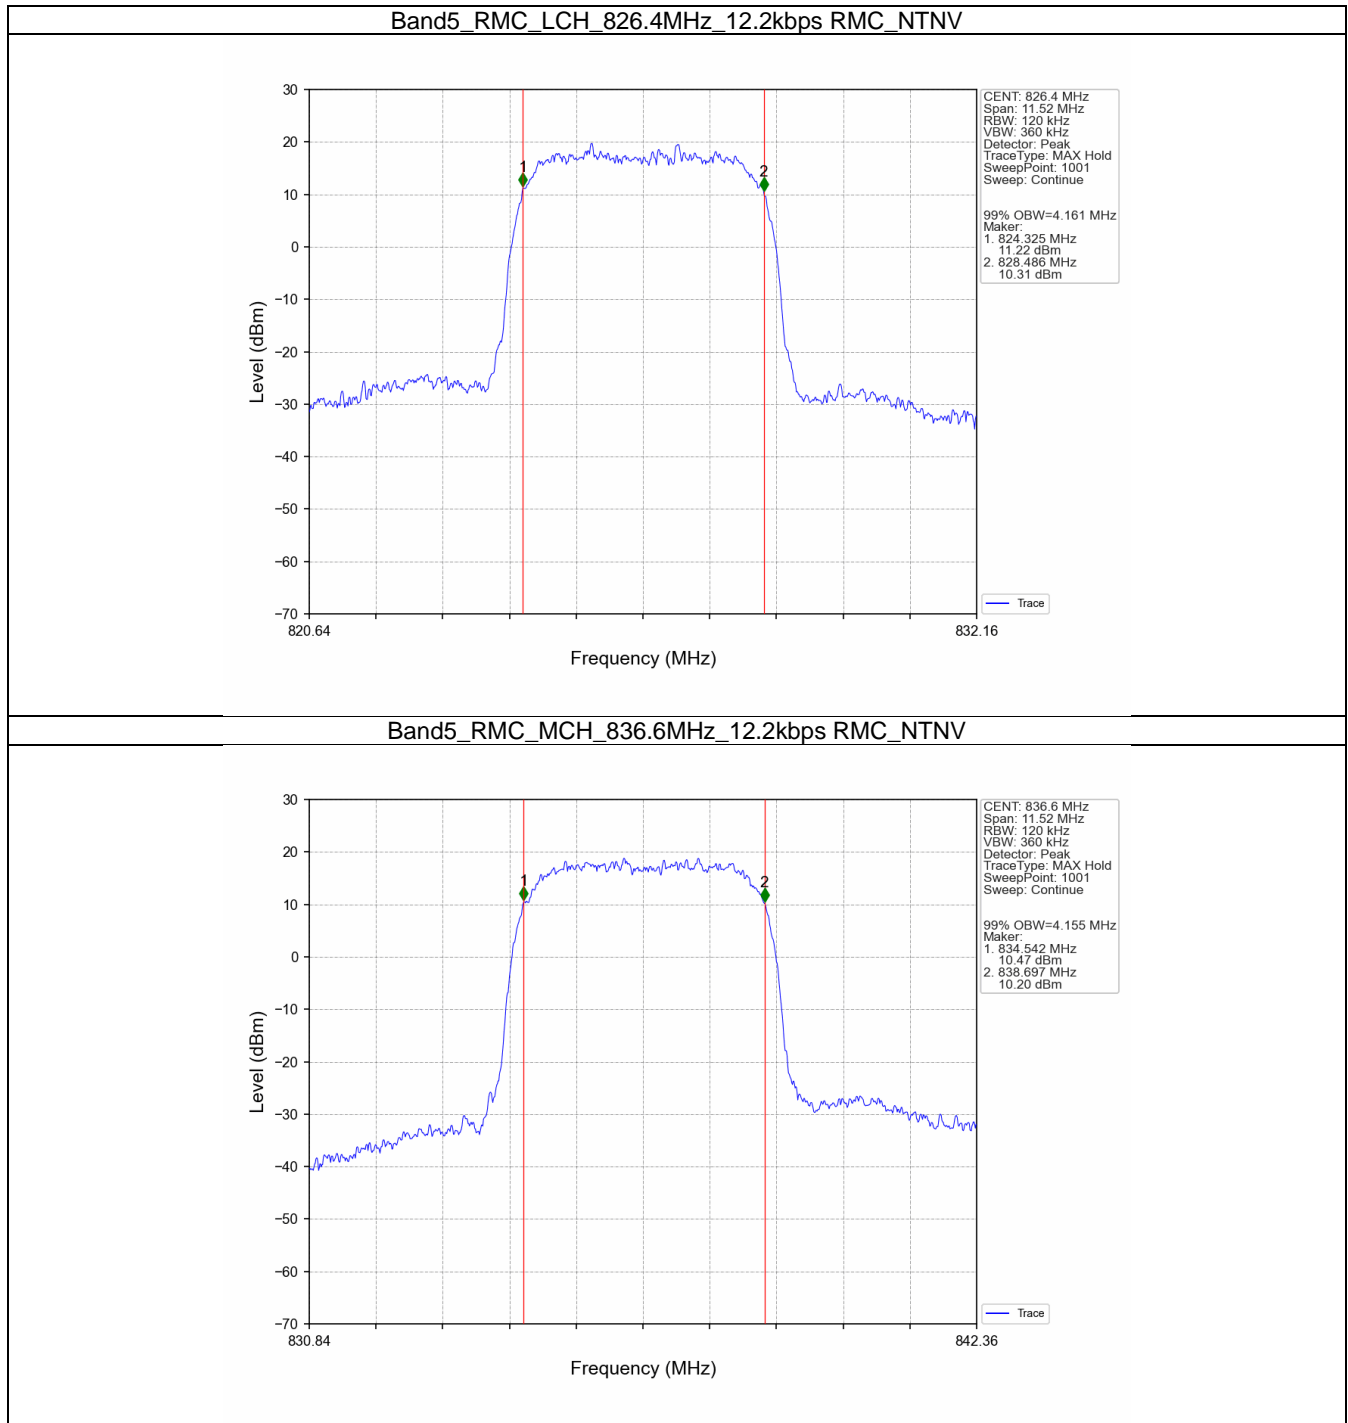 Band5_RMC_LCH_826.4MHz_12.2kbps RMC_NTNV
30
20
10
0
−10
−20
−30
−40
−50
−60
−70
Level (dBm)
1
2
820.64
832.16
Frequency (MHz)
CENT: 826.4 MHz
Span: 11.52 MHz
RBW: 120 kHz
VBW: 360 kHz
Detector: Peak
TraceType: MAX Hold
SweepPoint: 1001
Sweep: Continue
99% OBW=4.161 MHz
Maker:
1. 824.325 MHz
11.22 dBm
2. 828.486 MHz
10.31 dBm
Trace
Band5_RMC_MCH_836.6MHz_12.2kbps RMC_NTNV
30
20
10
0
−10
−20
−30
−40
−50
−60
−70
Level (dBm)
1
2
830.84
842.36
Frequency (MHz)
CENT: 836.6 MHz
Span: 11.52 MHz
RBW: 120 kHz
VBW: 360 kHz
Detector: Peak
TraceType: MAX Hold
SweepPoint: 1001
Sweep: Continue
99% OBW=4.155 MHz
Maker:
1. 834.542 MHz
10.47 dBm
2. 838.697 MHz
10.20 dBm
Trace